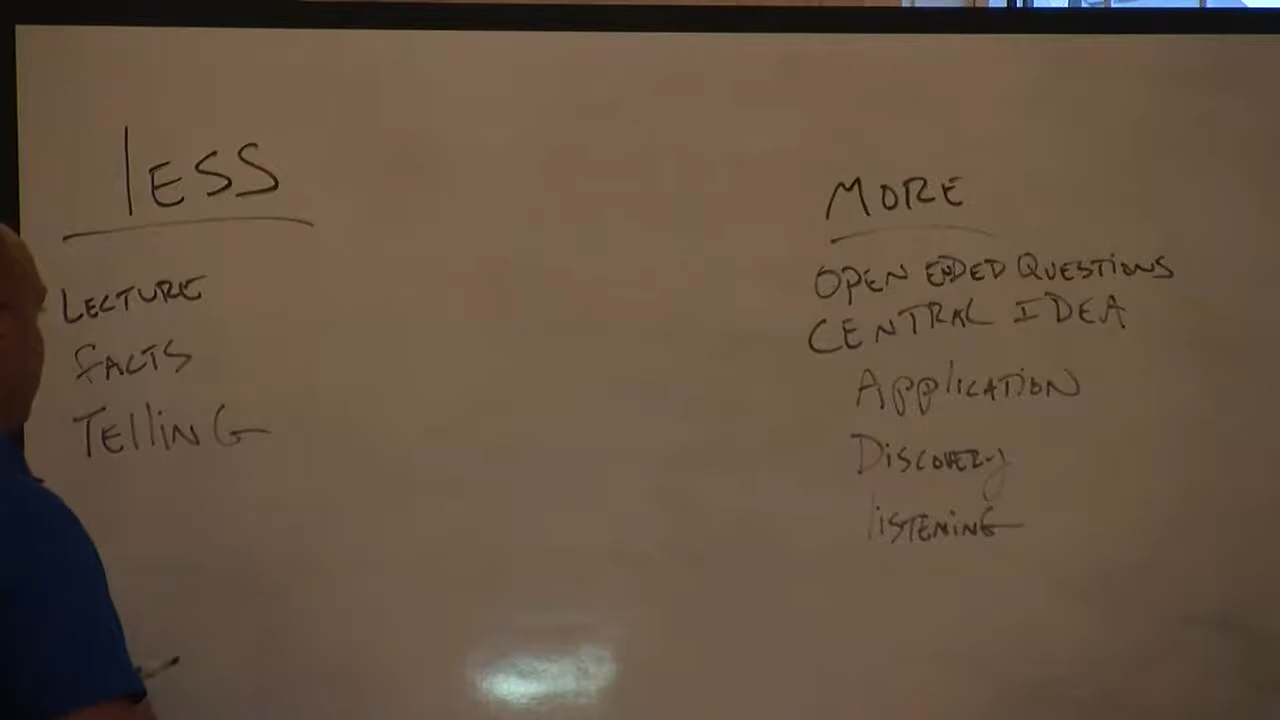 lESS
LECTURE
FACTS
TEllinG
MORE
OPEN ENDED QUESTiONS
CENTRAL IDEA
APPliCATiON
DiSCOVERy
liSTENiNG